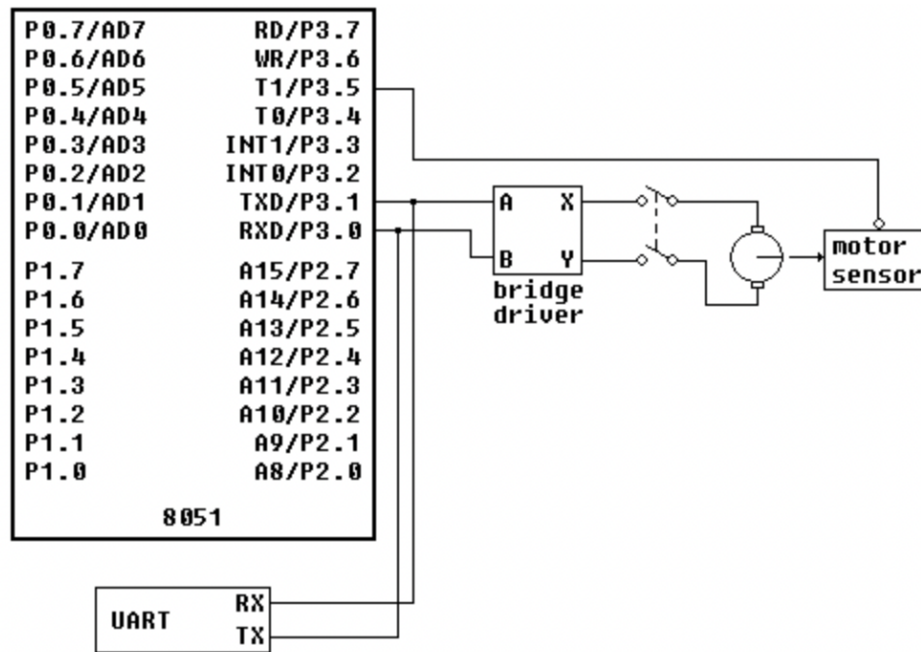 P0.7/AD7 RD/P3.7
P0.6/AD6 WR/P3.6
P0.5/AD5 T1/P3.5
P0.4/AD4 T0/P3.4
P0.3/AD3 INT1/P3.3
P0.2/AD2 INT0/P3.2
P0.1/AD1 TXD/P3.1
P0.0/AD0 RXD/P3.0
P1.7 A15/P2.7
P1.6 A14/P2.6
P1.5 A13/P2.5
P1.4 A12/P2.4
P1.3 A11/P2.3
P1.2 A10/P2.2
P1.1 A9/P2.1
P1.0 A8/P2.0
8051
A X
B Y
bridge
driver
motor
sensor
UART
RX
TX